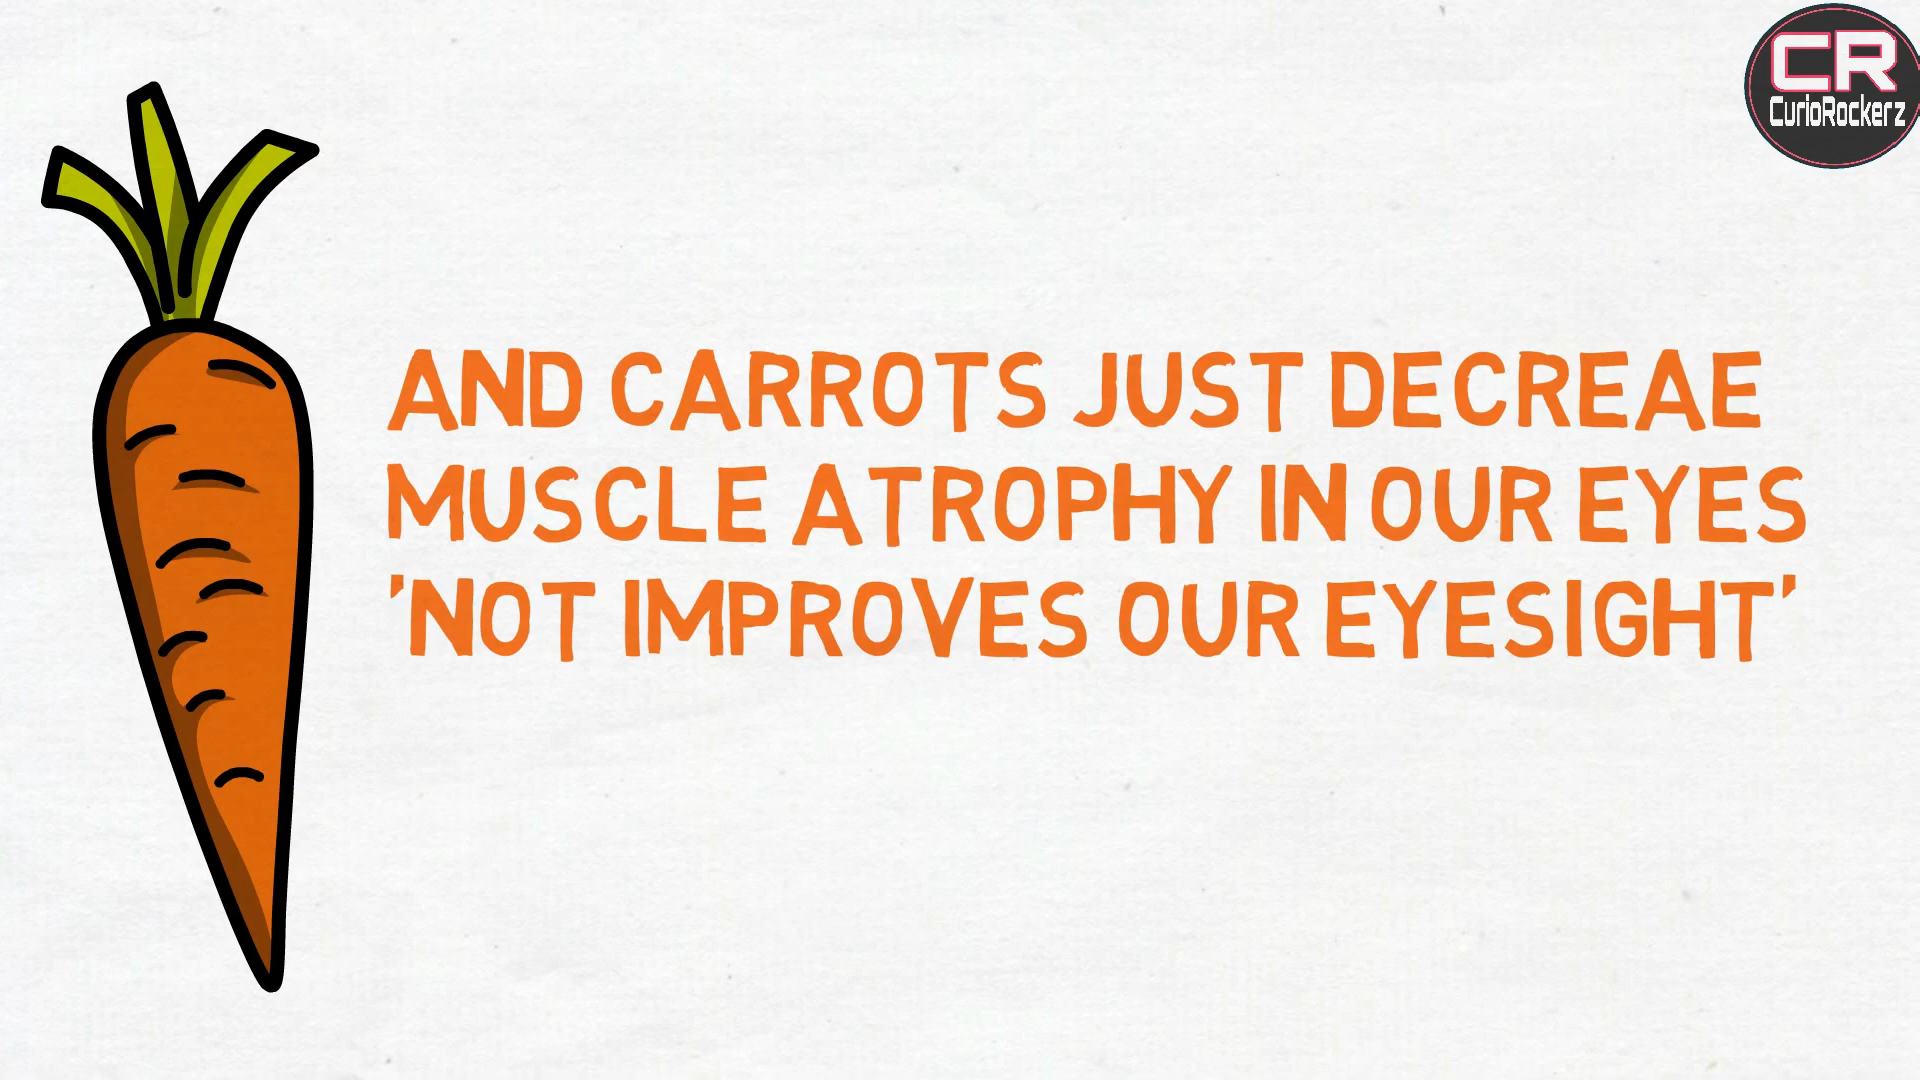 CR
CurioRockerz
AND CARROTS JUST DECREAE
MUSCLE ATROPHY IN OUR EYES
'NOT IMPROVES OUR EYESIGHT'